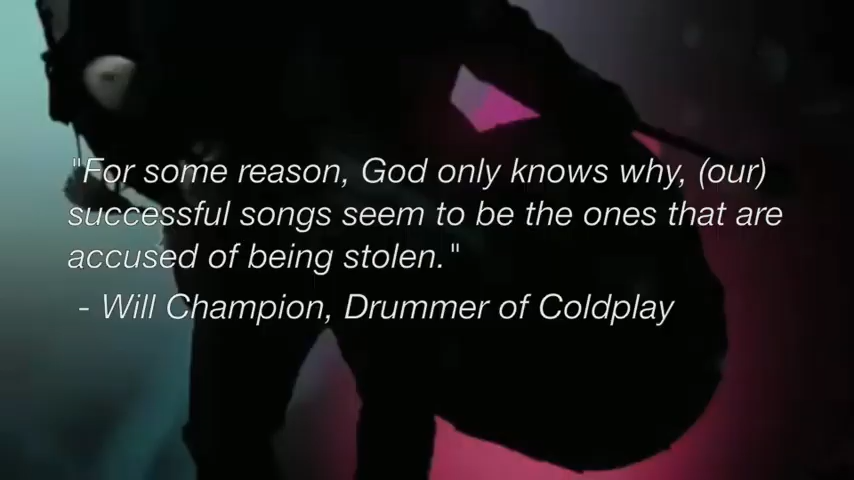 "For some reason, God only knows why, (our)
successful songs seem to be the ones that are
accused of being stolen."
- Will Champion, Drummer of Coldplay